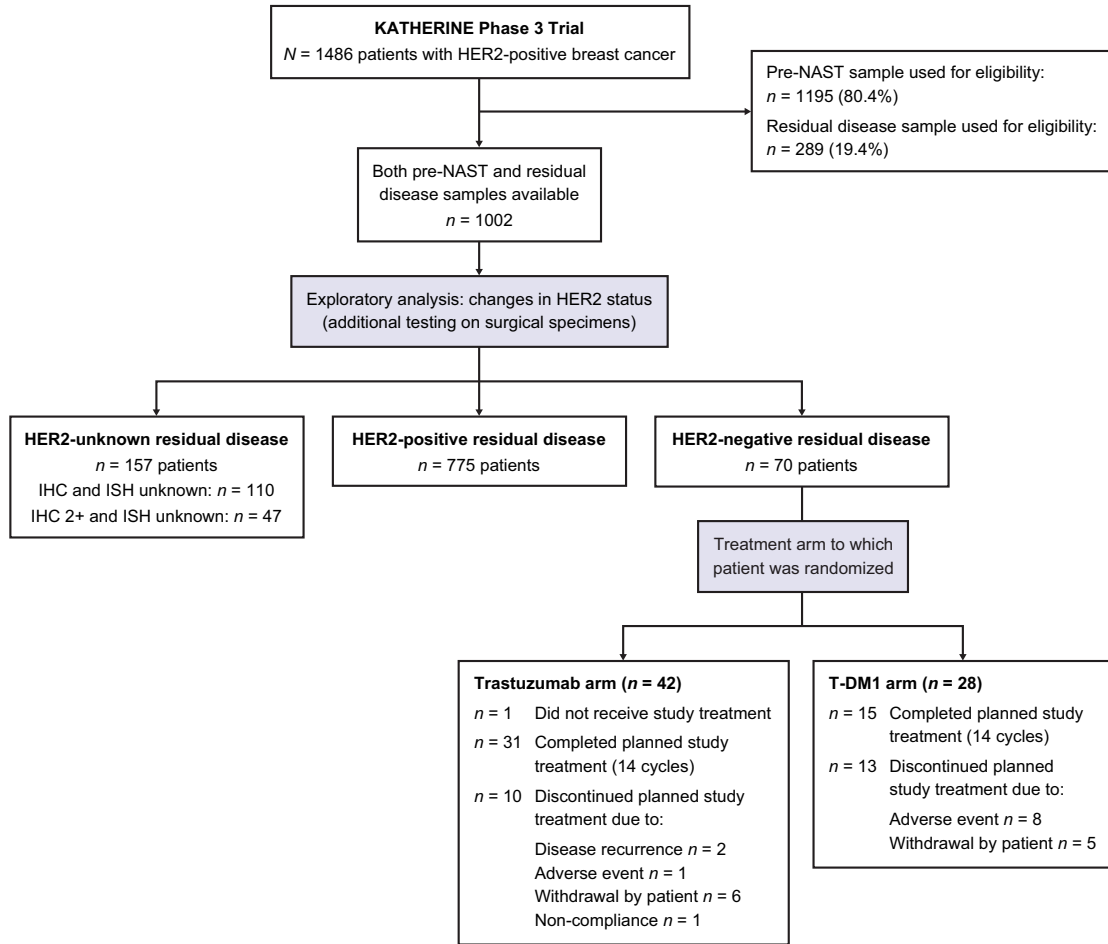 KATHERINE Phase 3 Trial
N = 1486 patients with HER2-positive breast cancer
Pre-NAST sample used for eligibility:
n = 1195 (80.4%)
Residual disease sample used for eligibility:
n = 289 (19.4%)
Both pre-NAST and residual
disease samples available
n = 1002
Exploratory analysis: changes in HER2 status
(additional testing on surgical specimens)
HER2-unknown residual disease
n = 157 patients
IHC and ISH unknown: n = 110
IHC 2+ and ISH unknown: n = 47
HER2-positive residual disease
n = 775 patients
HER2-negative residual disease
n = 70 patients
Treatment arm to which
patient was randomized
Trastuzumab arm (n = 42)
n = 1 Did not receive study treatment
n = 31 Completed planned study
treatment (14 cycles)
n = 10 Discontinued planned study
treatment due to:
Disease recurrence n = 2
Adverse event n = 1
Withdrawal by patient n = 6
Non-compliance n = 1
T-DM1 arm (n = 28)
n = 15 Completed planned study
treatment (14 cycles)
n = 13 Discontinued planned
study treatment due to:
Adverse event n = 8
Withdrawal by patient n = 5